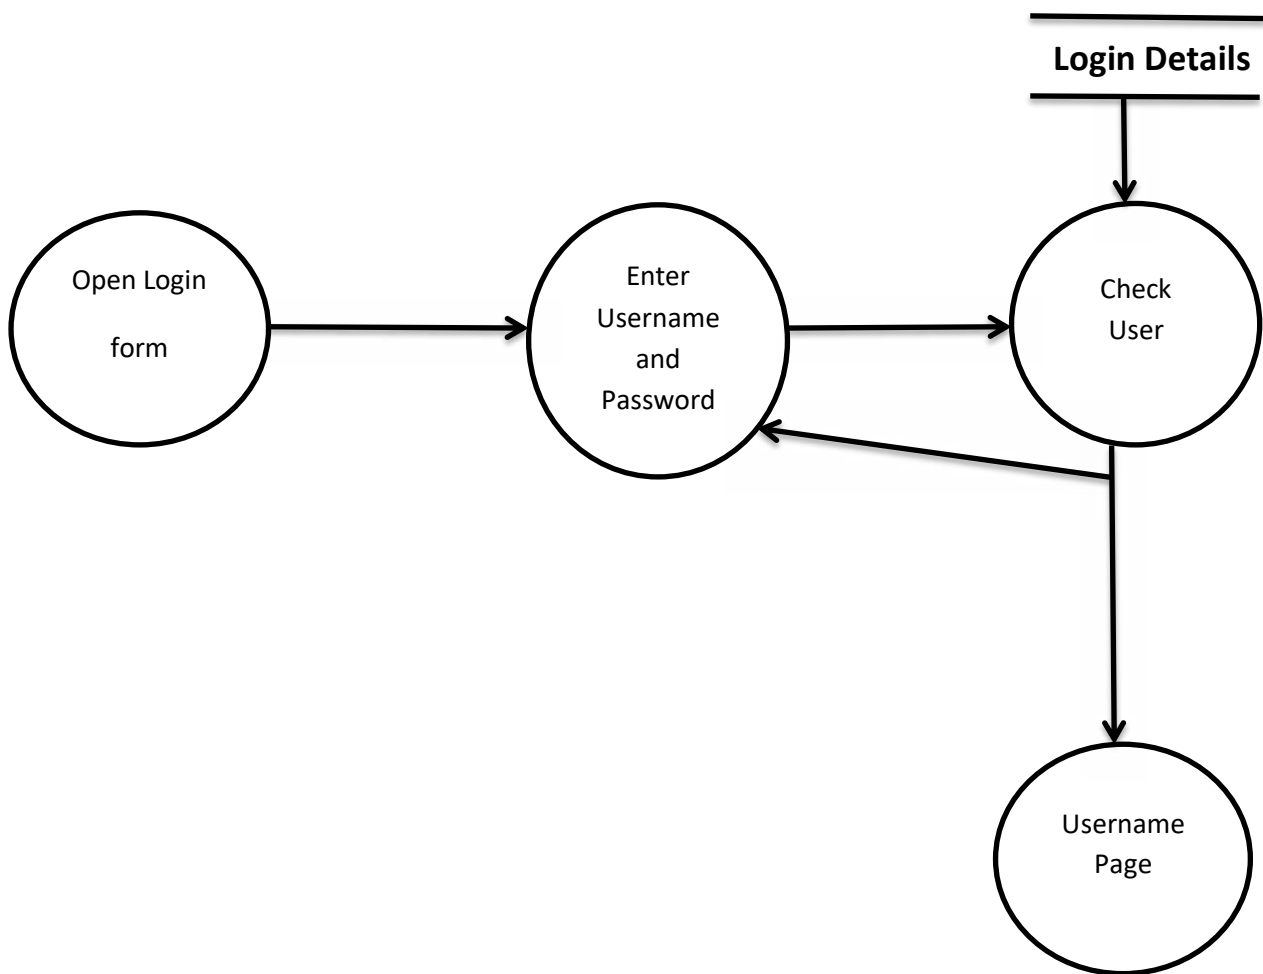 Login Details
Open Login
form
Enter
Username
and
Password
Check
User
Username
Page